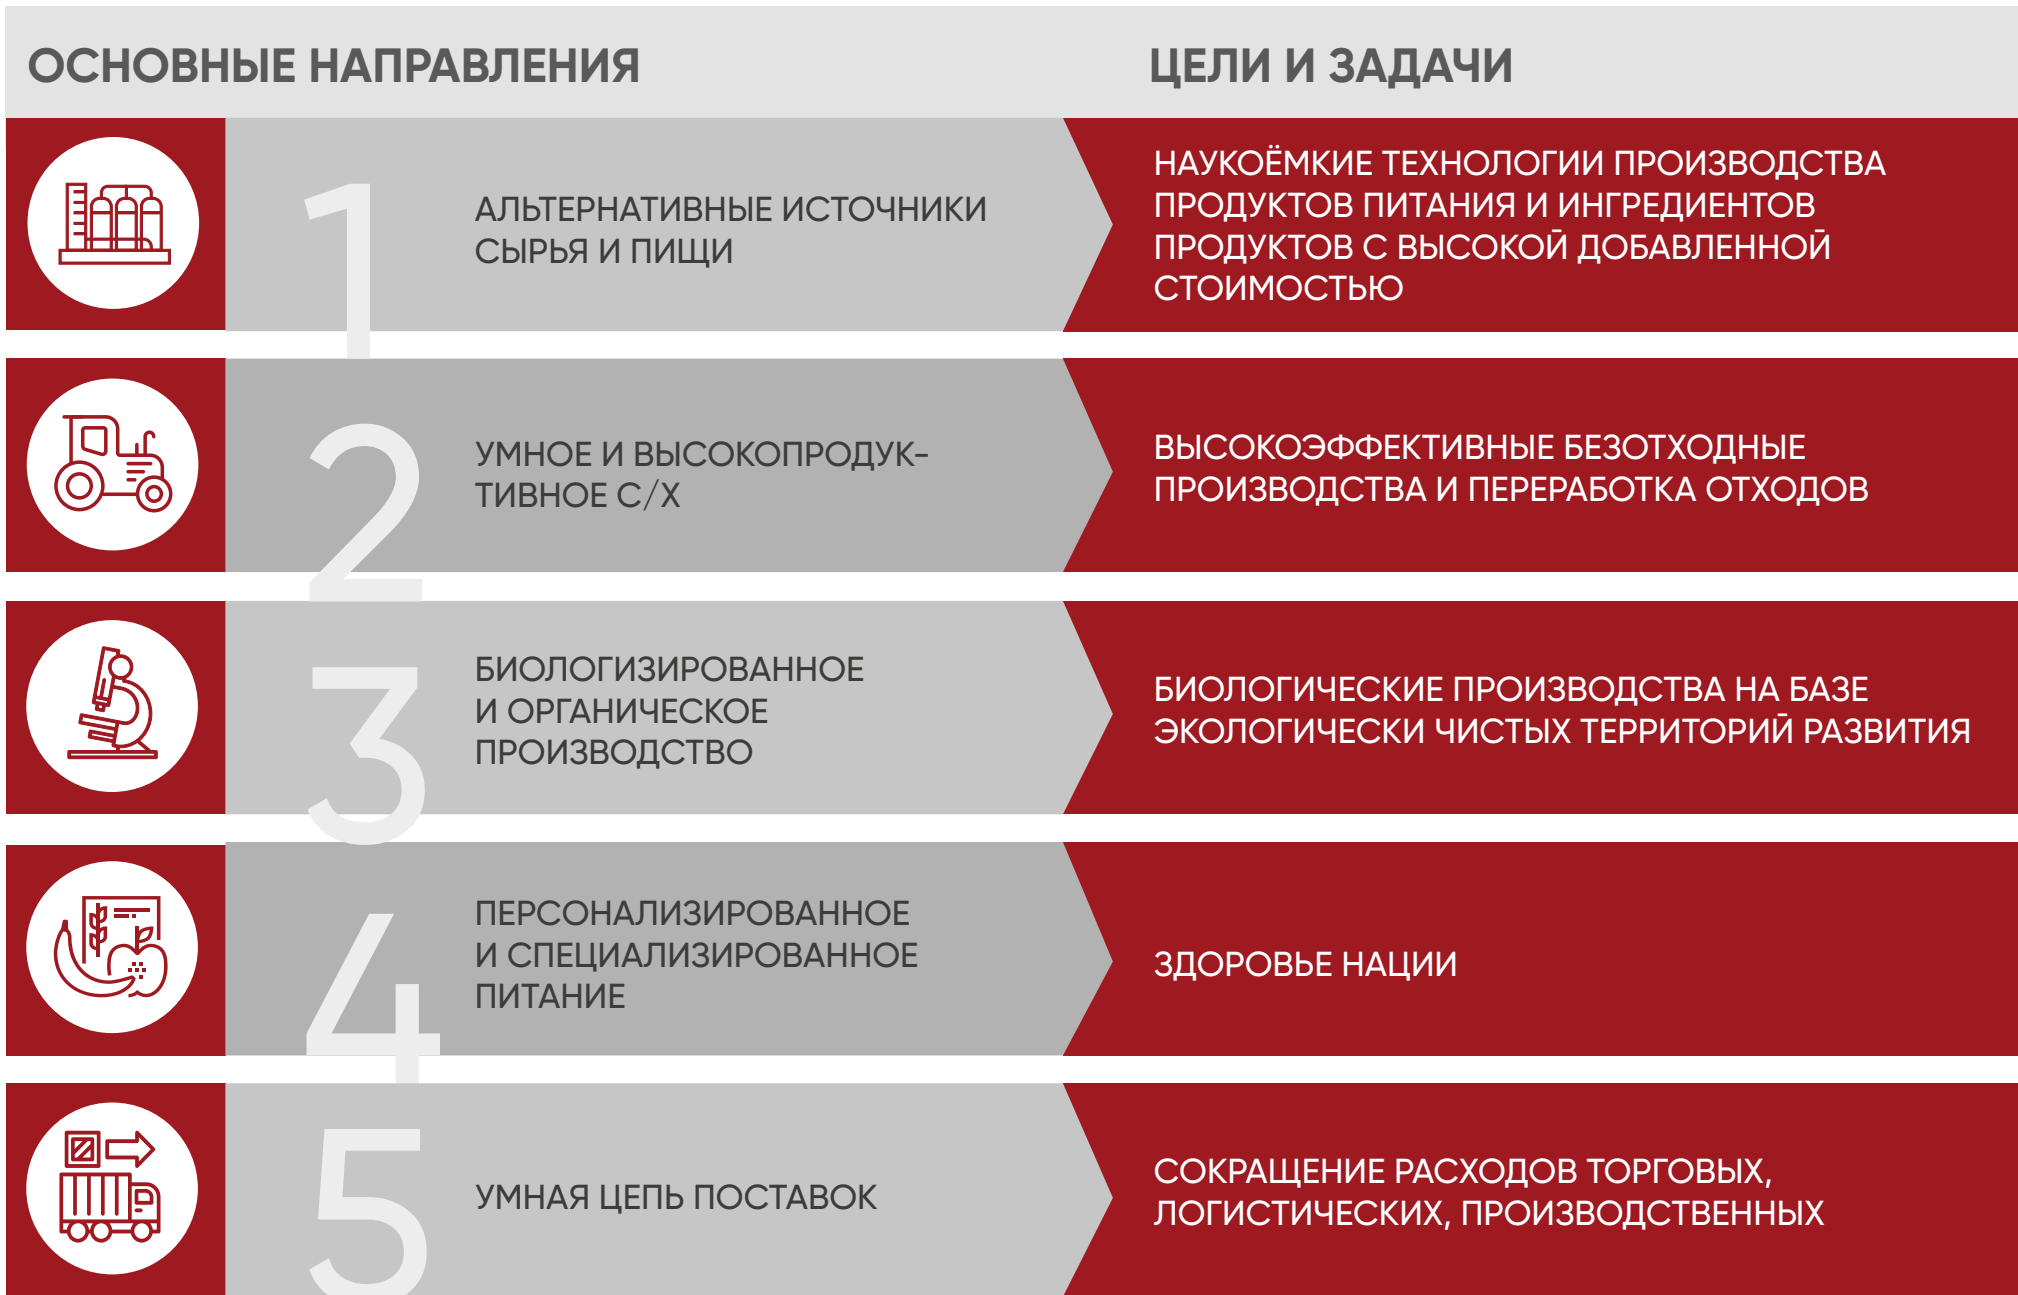 ОСНОВНЫЕ НАПРАВЛЕНИЯ
ЦЕЛИ И ЗАДАЧИ
1
АЛЬТЕРНАТИВНЫЕ ИСТОЧНИКИ
СЫРЬЯ И ПИЩИ
НАУКОЁМКИЕ ТЕХНОЛОГИИ ПРОИЗВОДСТВА
ПРОДУКТОВ ПИТАНИЯ И ИНГРЕДИЕНТОВ
ПРОДУКТОВ С ВЫСОКОЙ ДОБАВЛЕННОЙ
СТОИМОСТЬЮ
2
УМНОЕ И ВЫСОКОПРОДУК-
ТИВНОЕ С/Х
ВЫСОКОЭФФЕКТИВНЫЕ БЕЗОТХОДНЫЕ
ПРОИЗВОДСТВА И ПЕРЕРАБОТКА ОТХОДОВ
3
БИОЛОГИЗИРОВАННОЕ
И ОРГАНИЧЕСКОЕ
ПРОИЗВОДСТВО
БИОЛОГИЧЕСКИЕ ПРОИЗВОДСТВА НА БАЗЕ
ЭКОЛОГИЧЕСКИ ЧИСТЫХ ТЕРРИТОРИЙ РАЗВИТИЯ
4
ПЕРСОНАЛИЗИРОВАННОЕ
И СПЕЦИАЛИЗИРОВАННОЕ
ПИТАНИЕ
ЗДОРОВЬЕ НАЦИИ
5
УМНАЯ ЦЕПЬ ПОСТАВОК
СОКРАЩЕНИЕ РАСХОДОВ ТОРГОВЫХ,
ЛОГИСТИЧЕСКИХ, ПРОИЗВОДСТВЕННЫХ